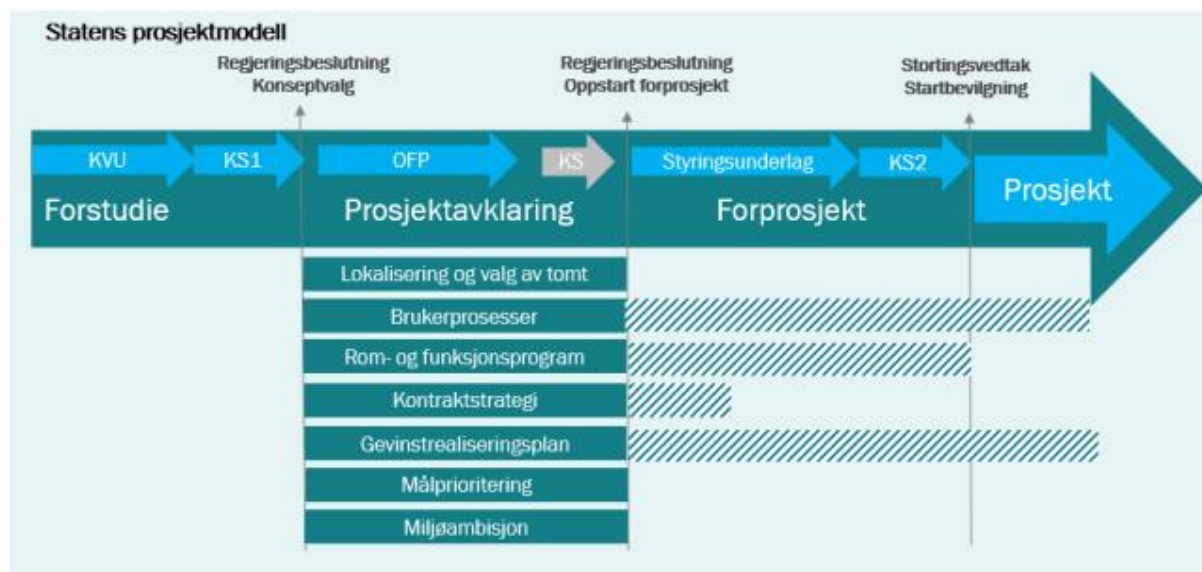 Statens prosjektmodell
Regjeringsbeslutning
Konseptvalg
Regjeringsbeslutning
Oppstart forprosjekt
Stortingsvedtak
Startbevilgning
KVU
KS1
OFP
KS
Styringsunderlag
KS2
Prosjekt
Forstudie
Prosjektavklaring
Forprosjekt
Lokalisering og valg av tomt
Brukerprosesser
Rom- og funksjonsprogram
Kontraktstrategi
Gevinstrealiseringsplan
Målprioritering
Miljøambisjon